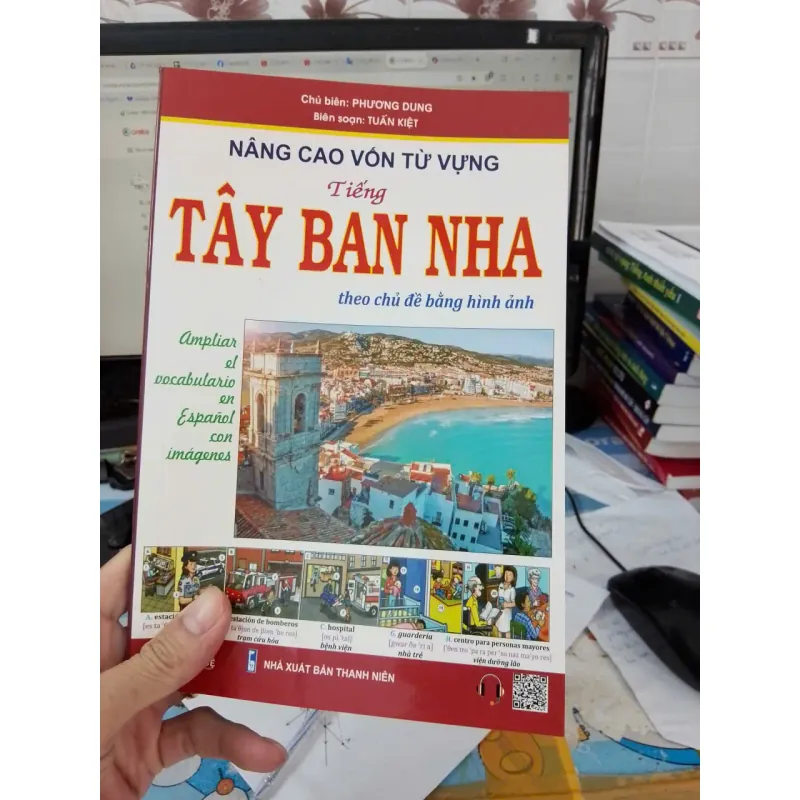 Chủ biên: PHƯƠNG DUNG
Biên soạn: TUẤN KIỆT
NÂNG CAO VỐN TỪ VỰNG
Tiếng
TÂY BAN NHA
theo chủ đề bằng hình ảnh
Ampliar
el
vocabulario
en
Español
con
imágenes
A. estació
estación de bomberos
trạm cứu hỏa
C. hospital
bệnh viện
G. guardería
nhà trẻ
H. centro para personas mayores
viện dưỡng lão
NHÀ XUẤT BẢN THANH NIÊN